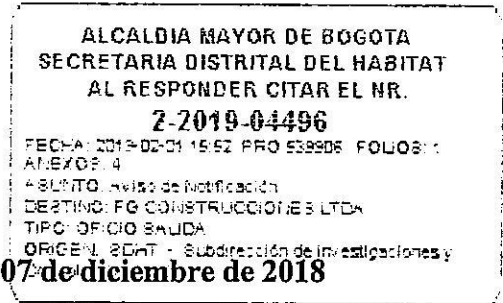 ALCALDIA MAYOR DE BOGOTA
SECRETARIA DISTRITAL DEL HABITAT
AL RESPONDER CITAR EL NR.
2-2019-04496
FECHA: 2019-02-01 15:52 PRO 539906 FOLIOS: 1
ANEXOS: 4
ASUNTO: Aviso de Notificación
DESTINO: FG CONSTRUCCIONES LTDA
TIPO: OFICIO SALIDA
ORIGEN: SDHT - Subdirección de Investigaciones y
07 de diciembre de 2018